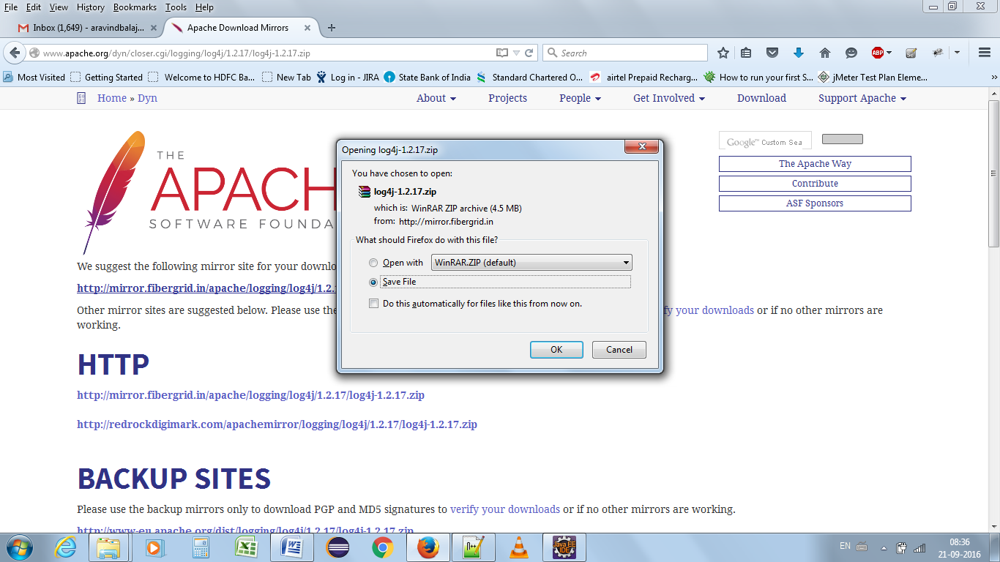 File Edit View History Bookmarks Tools Help
Inbox (1,649) - aravindbalaj...
Apache Download Mirrors
www.apache.org/dyn/closer.cgi/logging/log4j/1.2.17/log4j-1.2.17.zip
Search
ABP
Most Visited Getting Started Welcome to HDFC Ba... New Tab Log in - JIRA State Bank of India Standard Chartered O... airtel Prepaid Recharg... How to run your first S... jMeter Test Plan Eleme...
Home » Dyn
About Projects People Get Involved Download Support Apache
THE
APACH
SOFTWARE FOUNDA
Google™ Custom Sea
The Apache Way
Contribute
ASF Sponsors
Opening log4j-1.2.17.zip
You have chosen to open:
log4j-1.2.17.zip
which is: WinRAR ZIP archive (4.5 MB)
from: http://mirror.fibergrid.in
What should Firefox do with this file?
Open with WinRAR.ZIP (default)
Save File
Do this automatically for files like this from now on.
OK Cancel
We suggest the following mirror site for your downlo
http://mirror.fibergrid.in/apache/logging/log4j/1.2.
Other mirror sites are suggested below. Please use the fy your downloads or if no other mirrors are
working.
HTTP
http://mirror.fibergrid.in/apache/logging/log4j/1.2.17/log4j-1.2.17.zip
http://redrockdigimark.com/apachemirror/logging/log4j/1.2.17/log4j-1.2.17.zip
BACKUP SITES
Please use the backup mirrors only to download PGP and MD5 signatures to verify your downloads or if no other mirrors are working.
http://www-eu.apache.org/dist/logging/log4j/1.2.17/log4j-1.2.17.zip
Java EE
IDE
EN
08:36
21-09-2016